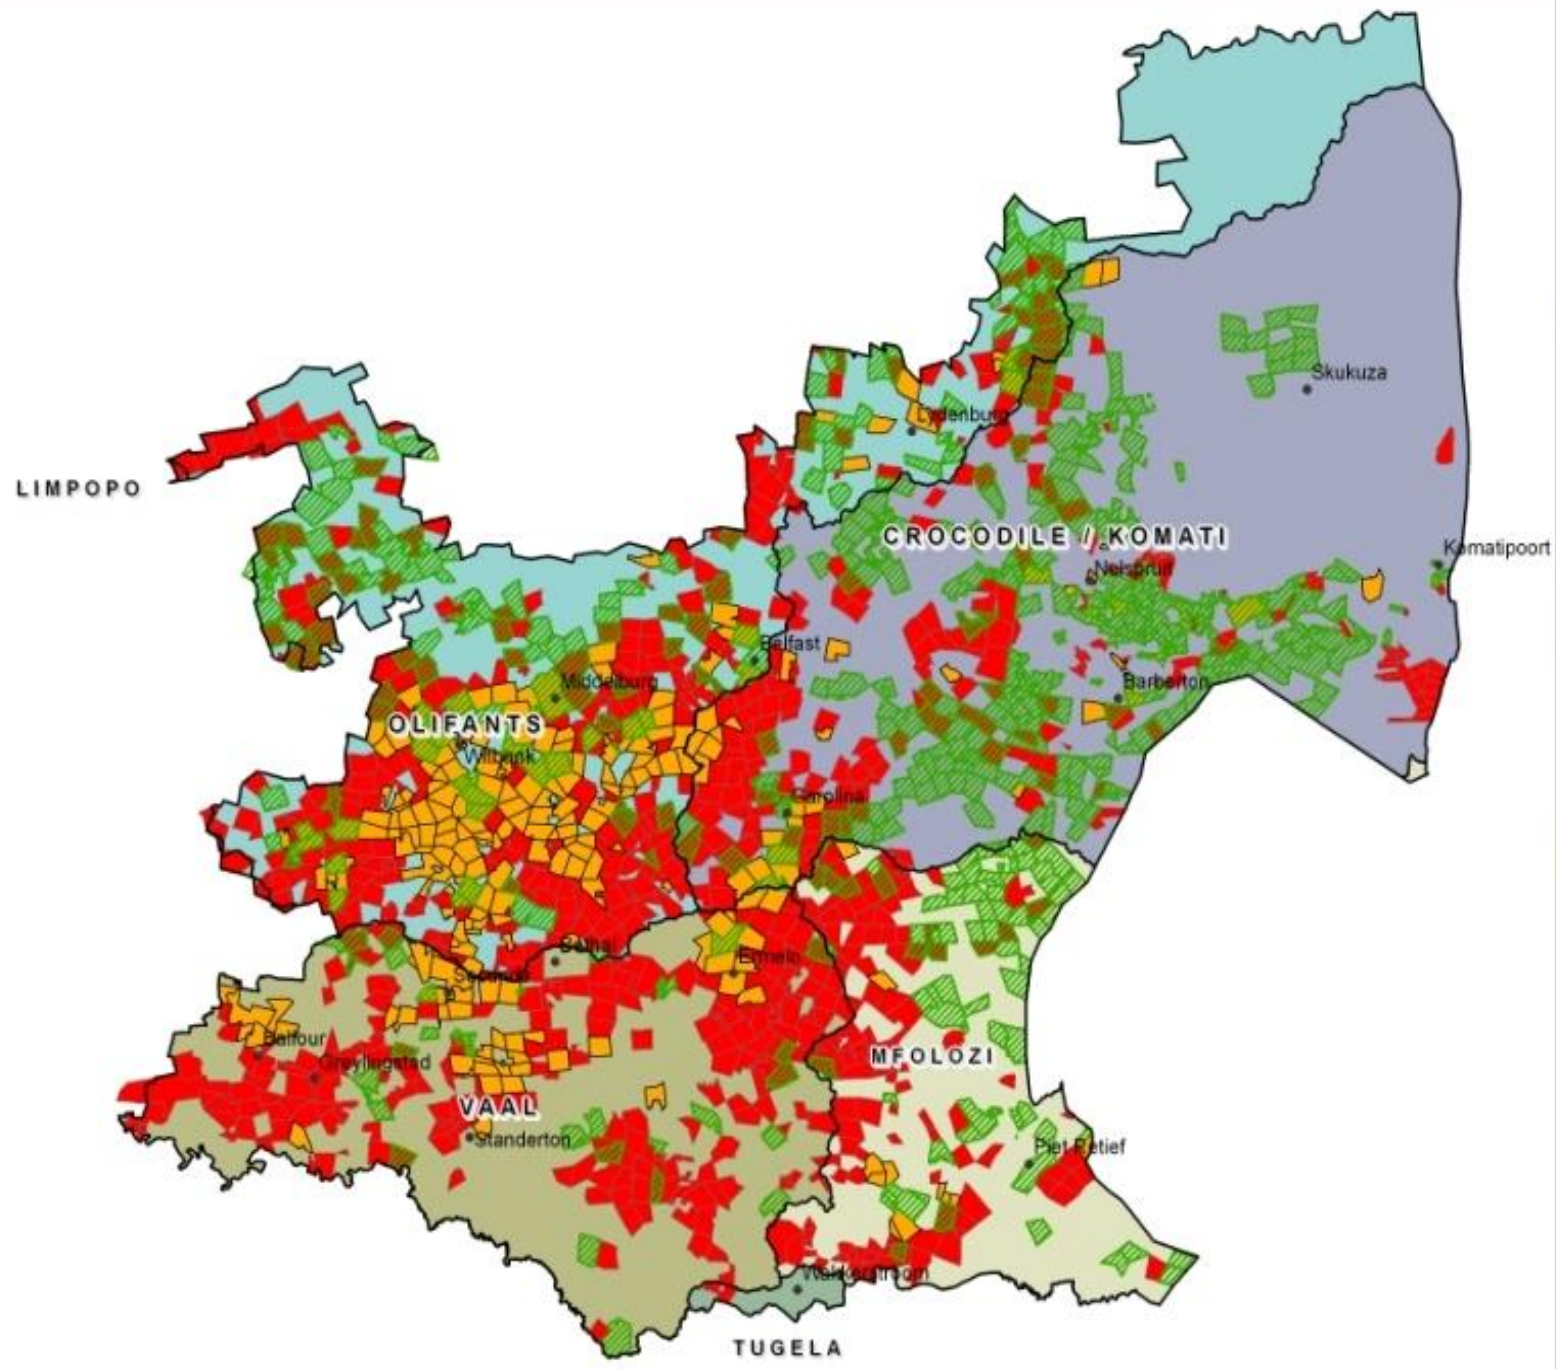 Skukuza
Lydenburg
LIMPOPO
CROCODILE / KOMATI
Komatipoort
Nelspruit
Belfast
Middelburg
Barberton
OLIFANTS
Witbank
Carolina
Bethal
Ermelo
Secunda
Balfour
Greylingstad
MFOLOZI
VAAL
Standerton
Piet Retief
Wakkerstroom
TUGELA